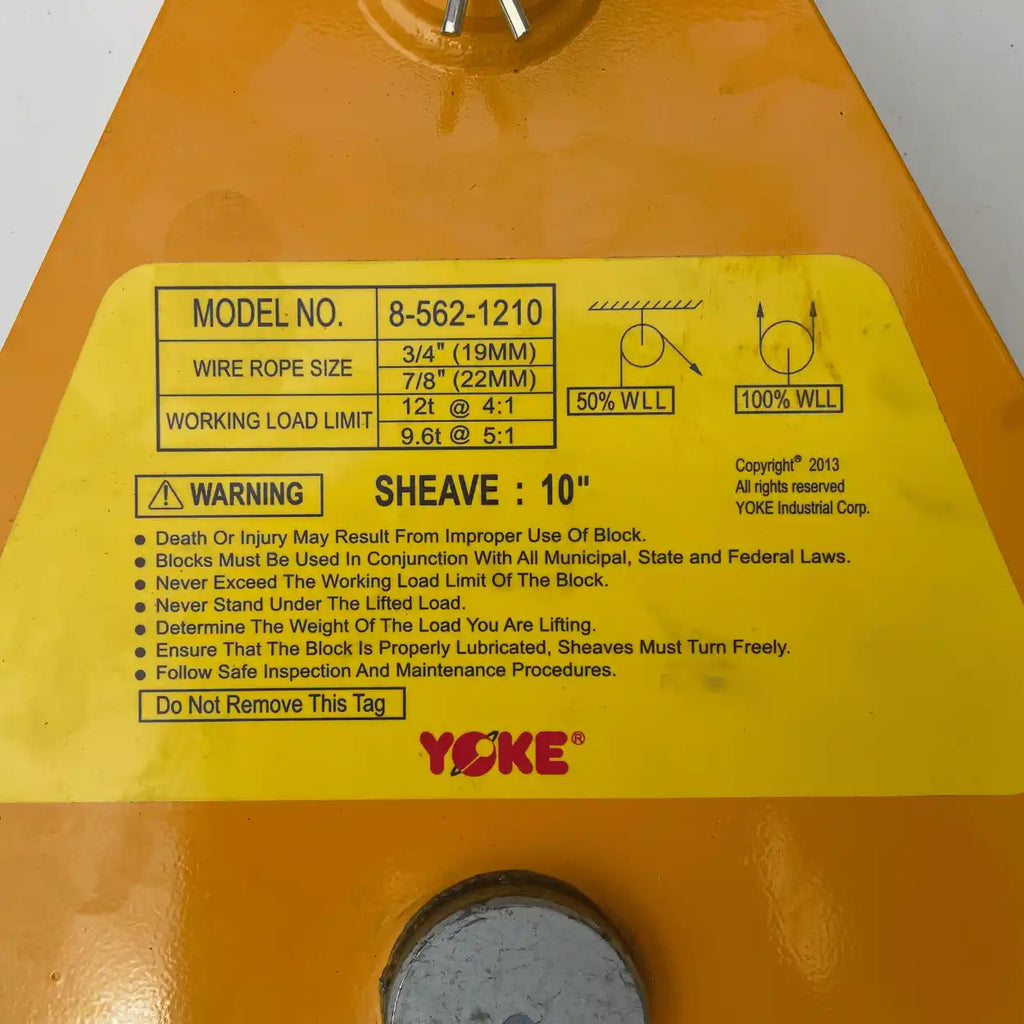 MODEL NO. 8-562-1210
WIRE ROPE SIZE 3/4" (19MM)
7/8" (22MM)
WORKING LOAD LIMIT 12t @ 4:1
9.6t @ 5:1
50% WLL 100% WLL
Copyright® 2013
All rights reserved
YOKE Industrial Corp.
⚠ WARNING SHEAVE : 10"
● Death Or Injury May Result From Improper Use Of Block.
● Blocks Must Be Used In Conjunction With All Municipal, State and Federal Laws.
● Never Exceed The Working Load Limit Of The Block.
● Never Stand Under The Lifted Load.
● Determine The Weight Of The Load You Are Lifting.
● Ensure That The Block Is Properly Lubricated, Sheaves Must Turn Freely.
● Follow Safe Inspection And Maintenance Procedures.
Do Not Remove This Tag
YOKE®